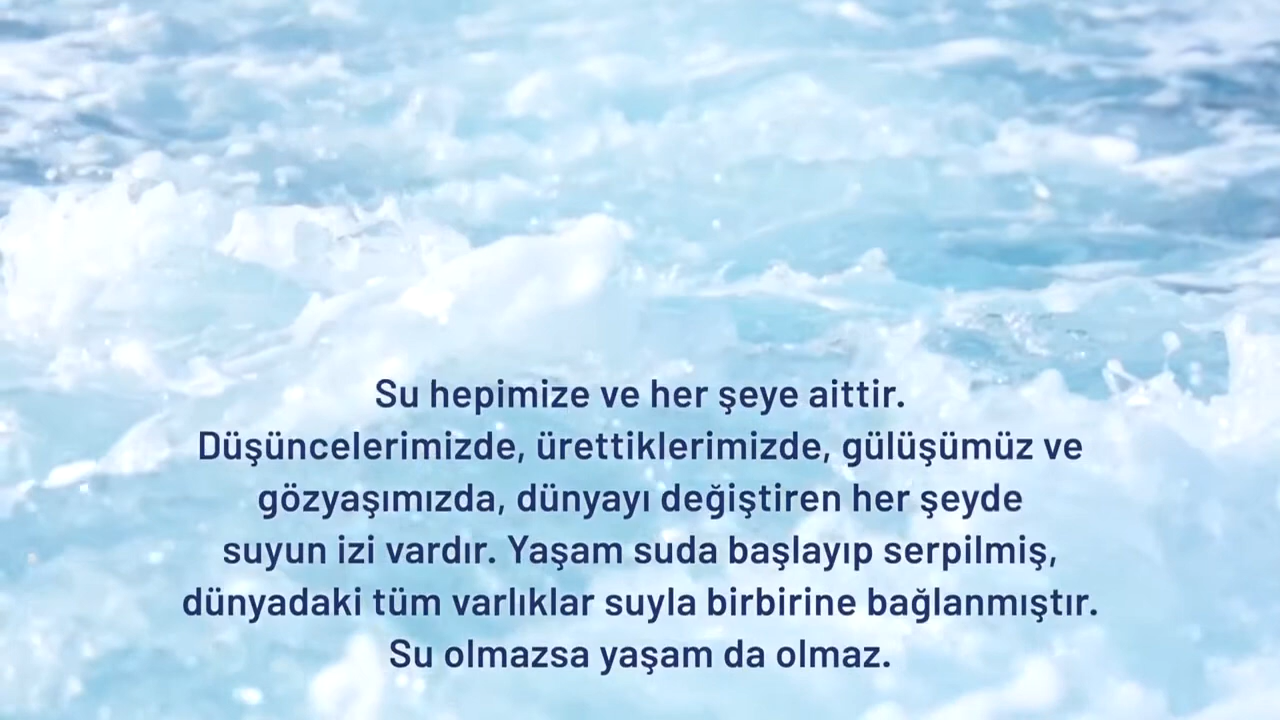 Su hepimize ve her şeye aittir.
Düşüncelerimizde, ürettiklerimizde, gülüşümüz ve
gözyaşımızda, dünyayı değiştiren her şeyde
suyun izi vardır. Yaşam suda başlayıp serpilmiş,
dünyadaki tüm varlıklar suyla birbirine bağlanmıştır.
Su olmazsa yaşam da olmaz.